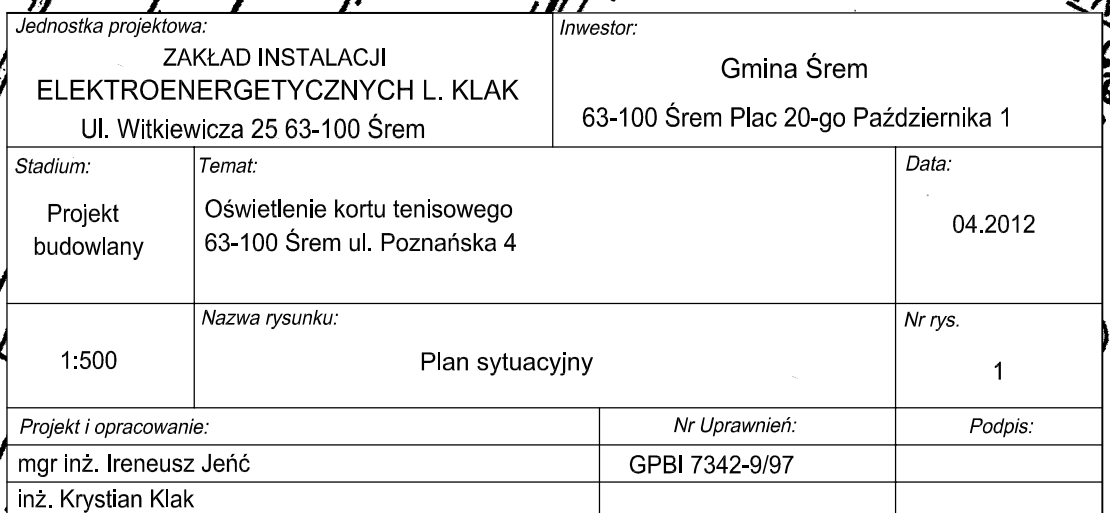 Jednostka projektowa:
ZAKŁAD INSTALACJI
ELEKTROENERGETYCZNYCH L. KLAK
Ul. Witkiewicza 25 63-100 Śrem
Inwestor:
Gmina Śrem
63-100 Śrem Plac 20-go Października 1
Stadium:
Projekt
budowlany
Temat:
Oświetlenie kortu tenisowego
63-100 Śrem ul. Poznańska 4
Data:
04.2012
1:500
Nazwa rysunku:
Plan sytuacyjny
Nr rys.
1
Projekt i opracowanie:
Nr Uprawnień:
Podpis:
mgr inż. Ireneusz Jeńć
GPBI 7342-9/97
inż. Krystian Klak